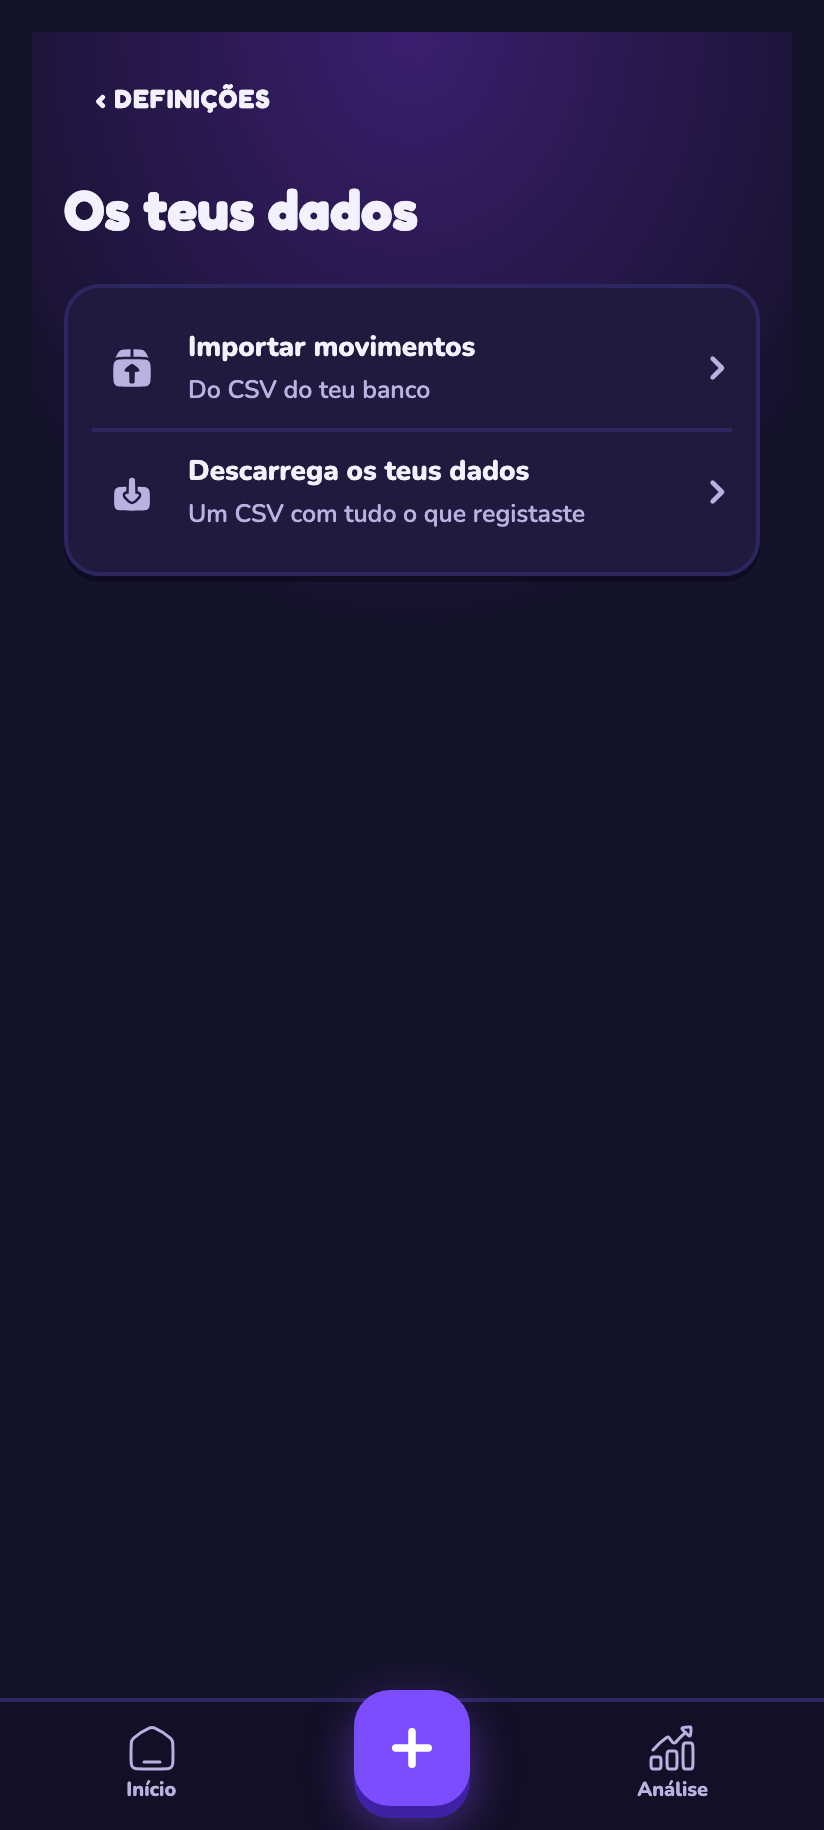 ‹ DEFINIÇÕES
Os teus dados
Importar movimentos
Do CSV do teu banco
Descarrega os teus dados
Um CSV com tudo o que registaste
Início
Análise